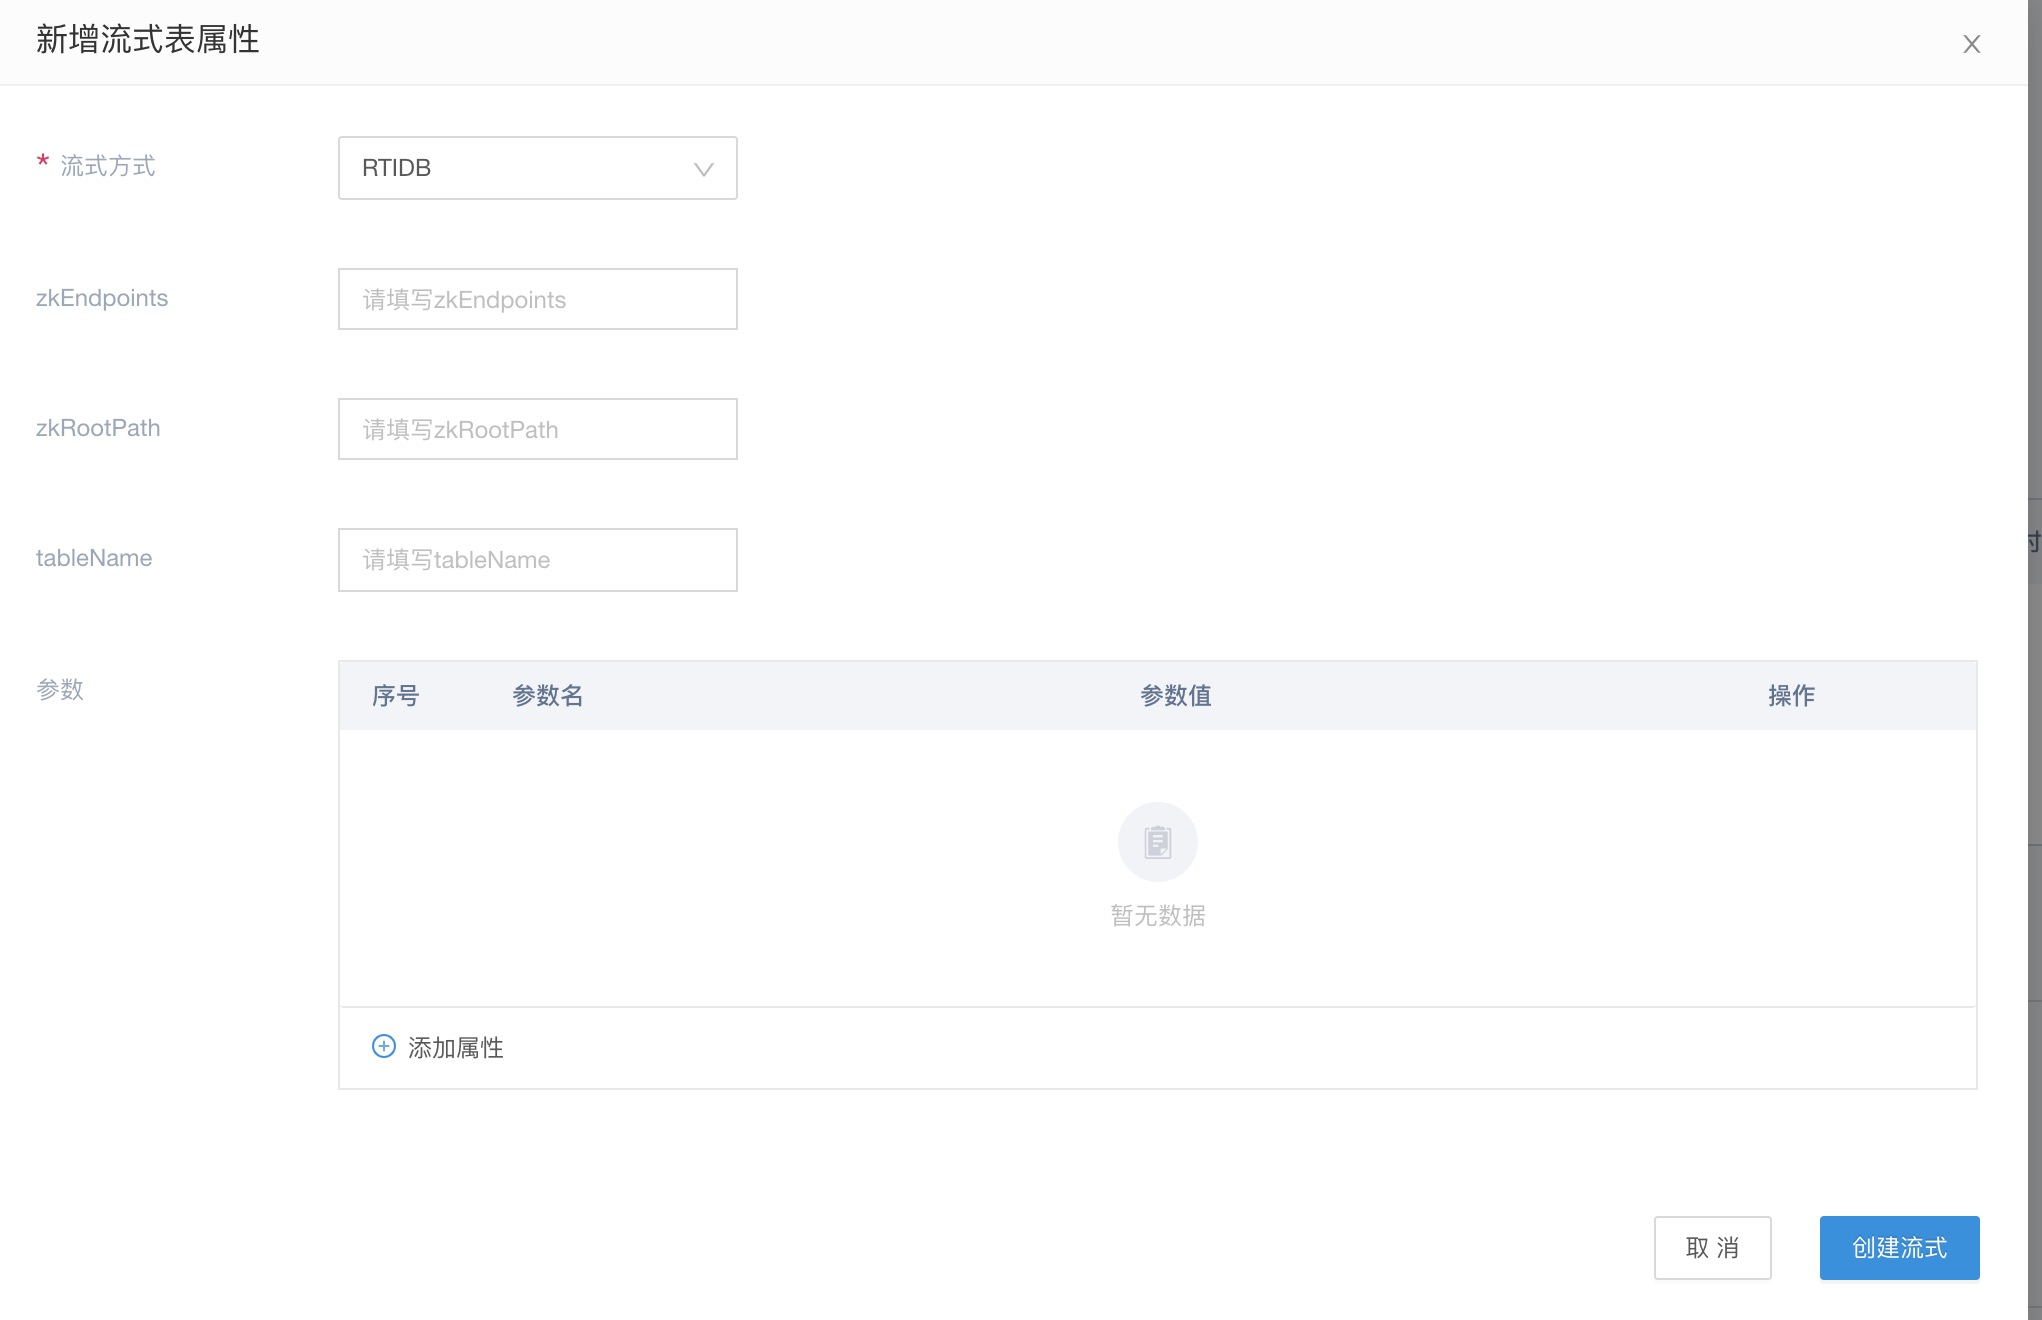 新增流式表属性
* 流式方式
RTIDB
zkEndpoints
请填写zkEndpoints
zkRootPath
请填写zkRootPath
tableName
请填写tableName
参数
序号 参数名 参数值 操作
暂无数据
添加属性
取 消 创建流式